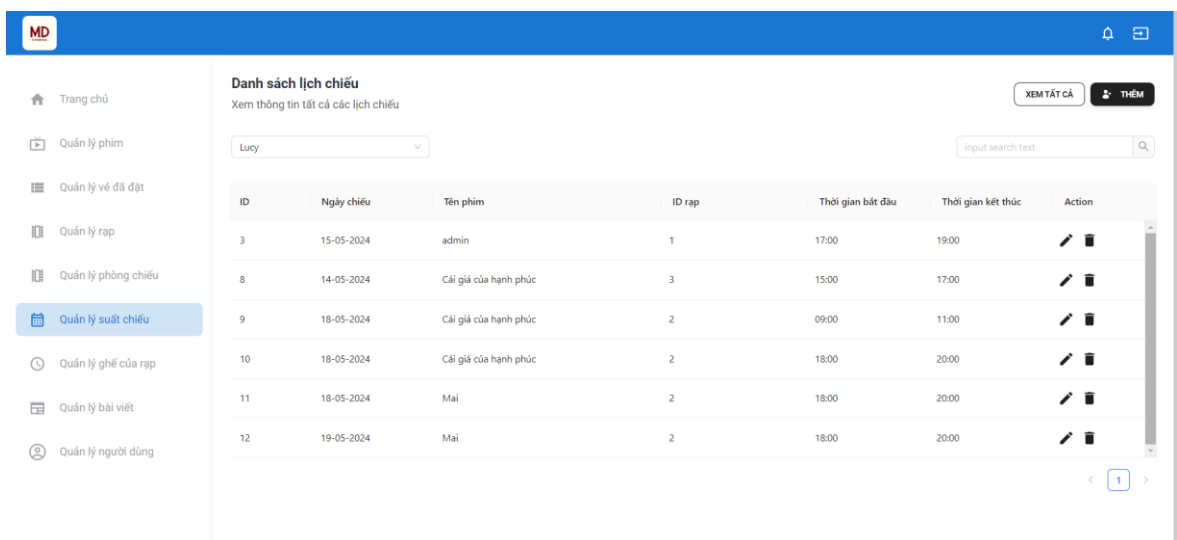 MD
Danh sách lịch chiếu
Xem thông tin tất cả các lịch chiếu
XEM TẤT CẢ
THÊM
Trang chủ
Quản lý phim
Quản lý vé đã đặt
Quản lý rạp
Quản lý phòng chiếu
Quản lý suất chiếu
Quản lý ghế của rạp
Quản lý bài viết
Quản lý người dùng
Lucy
input search text
ID Ngày chiếu Tên phim ID rạp Thời gian bắt đầu Thời gian kết thúc Action
3 15-05-2024 admin 1 17:00 19:00
8 14-05-2024 Cái giá của hạnh phúc 3 15:00 17:00
9 18-05-2024 Cái giá của hạnh phúc 2 09:00 11:00
10 18-05-2024 Cái giá của hạnh phúc 2 18:00 20:00
11 18-05-2024 Mai 2 18:00 20:00
12 19-05-2024 Mai 2 18:00 20:00
1